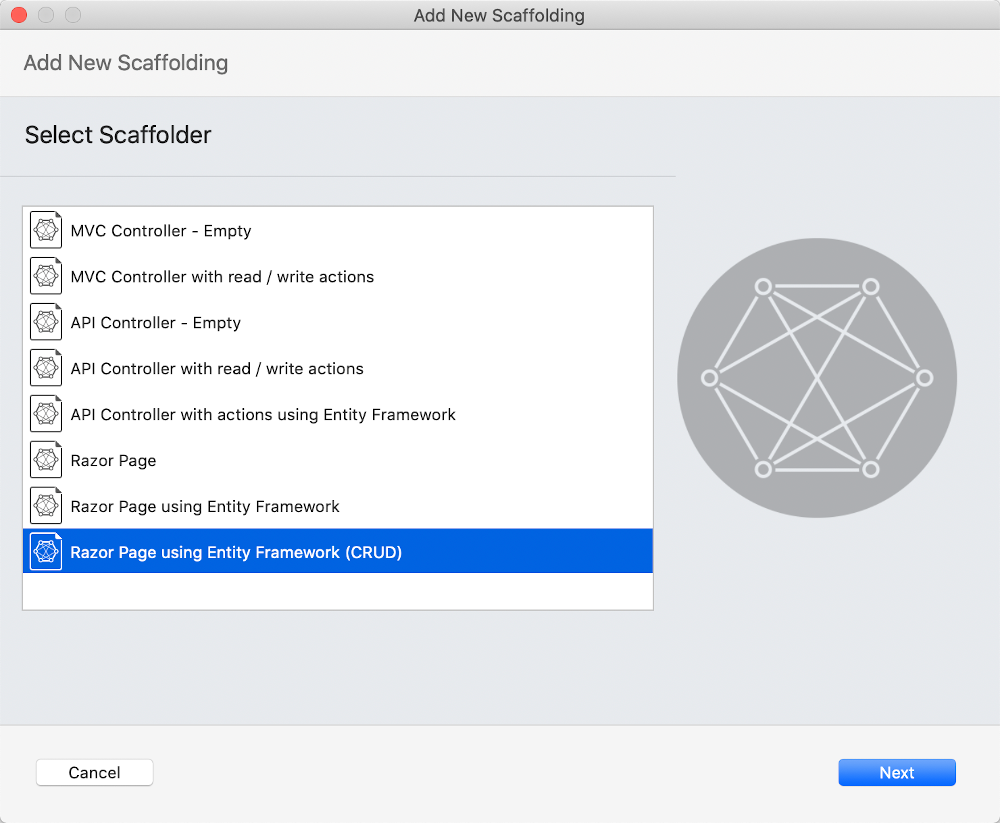 Add New Scaffolding
Add New Scaffolding
Select Scaffolder
MVC Controller - Empty
MVC Controller with read / write actions
API Controller - Empty
API Controller with read / write actions
API Controller with actions using Entity Framework
Razor Page
Razor Page using Entity Framework
Razor Page using Entity Framework (CRUD)
Cancel
Next